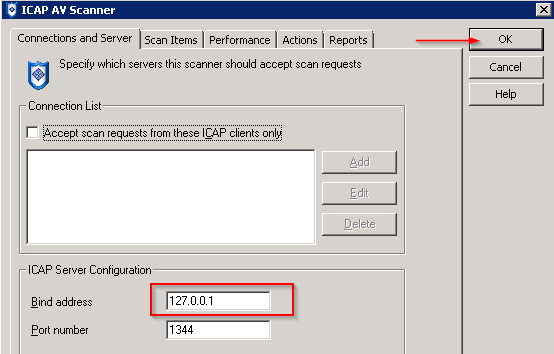 ICAP AV Scanner
Connections and Server Scan Items Performance Actions Reports
OK
Specify which servers this scanner should accept scan requests
Cancel
Help
Connection List
Accept scan requests from these ICAP clients only
Add
Edit
Delete
ICAP Server Configuration
Bind address 127.0.0.1
Port number 1344